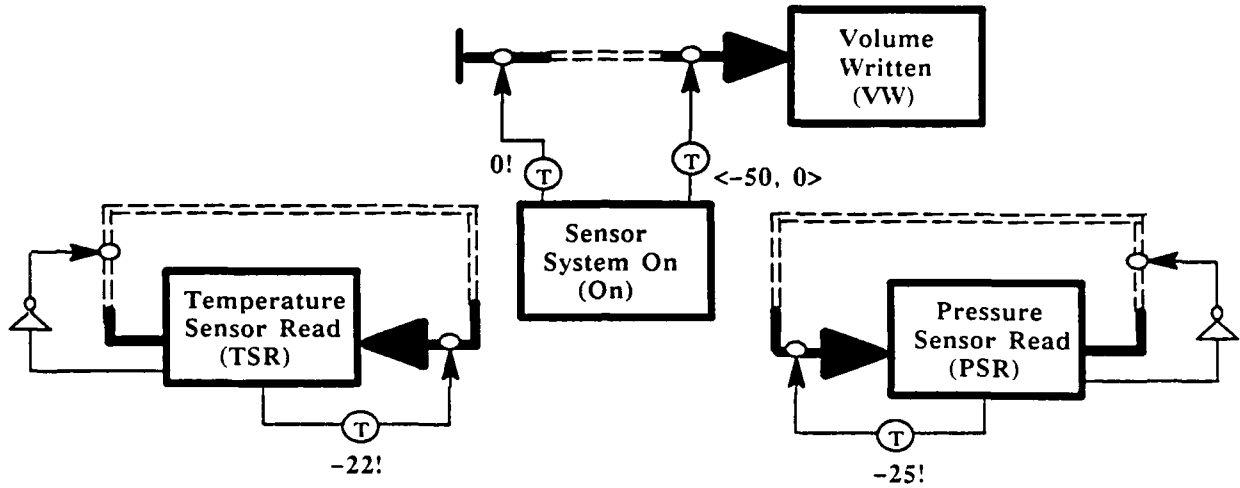 Volume
Written
(VW)
0!
T
T
<-50, 0>
Sensor
System On
(On)
Temperature
Sensor Read
(TSR)
T
-22!
Pressure
Sensor Read
(PSR)
T
-25!